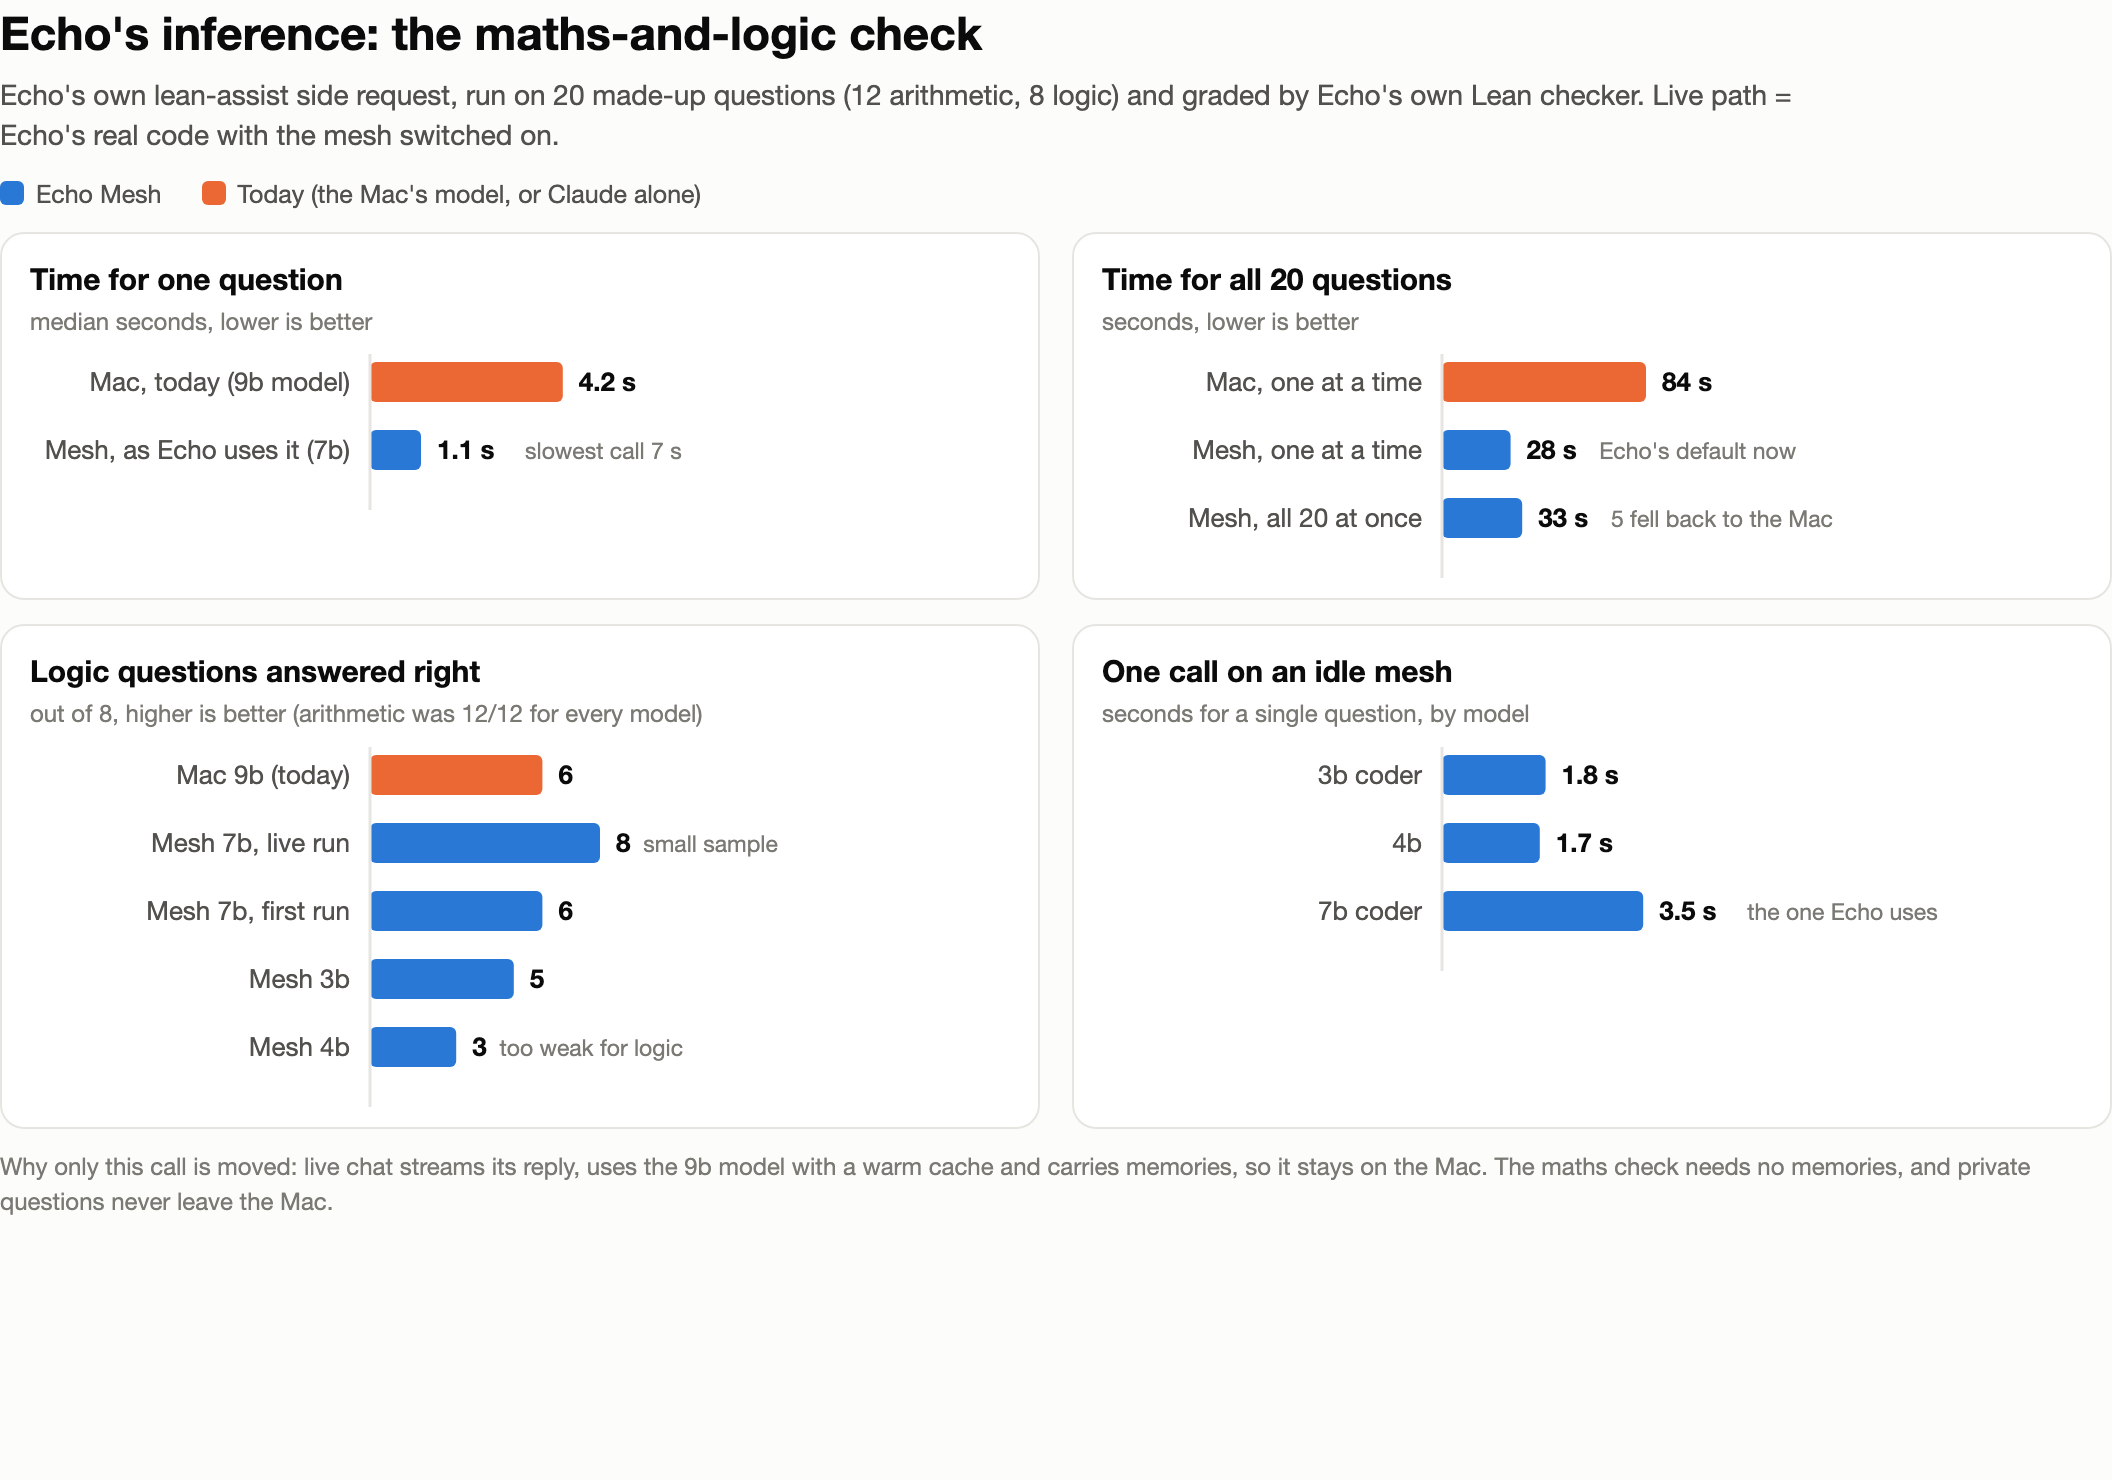 Echo's inference: the maths-and-logic check
Echo's own lean-assist side request, run on 20 made-up questions (12 arithmetic, 8 logic) and graded by Echo's own Lean checker. Live path =
Echo's real code with the mesh switched on.
Echo Mesh
Today (the Mac's model, or Claude alone)
Time for one question
median seconds, lower is better
Mac, today (9b model) 4.2 s
Mesh, as Echo uses it (7b) 1.1 s slowest call 7 s
Time for all 20 questions
seconds, lower is better
Mac, one at a time 84 s
Mesh, one at a time 28 s Echo's default now
Mesh, all 20 at once 33 s 5 fell back to the Mac
Logic questions answered right
out of 8, higher is better (arithmetic was 12/12 for every model)
Mac 9b (today) 6
Mesh 7b, live run 8 small sample
Mesh 7b, first run 6
Mesh 3b 5
Mesh 4b 3 too weak for logic
One call on an idle mesh
seconds for a single question, by model
3b coder 1.8 s
4b 1.7 s
7b coder 3.5 s the one Echo uses
Why only this call is moved: live chat streams its reply, uses the 9b model with a warm cache and carries memories, so it stays on the Mac. The maths check needs no memories, and private
questions never leave the Mac.